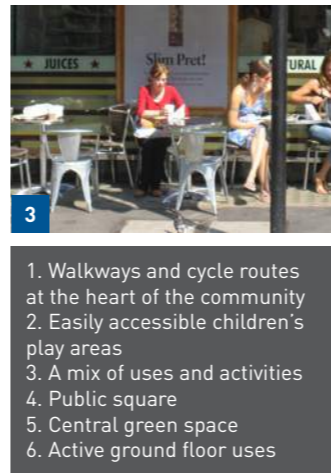 Slim Pret!
★ JUICES ★
URAL
3
1. Walkways and cycle routes
at the heart of the community
2. Easily accessible children’s
play areas
3. A mix of uses and activities
4. Public square
5. Central green space
6. Active ground floor uses